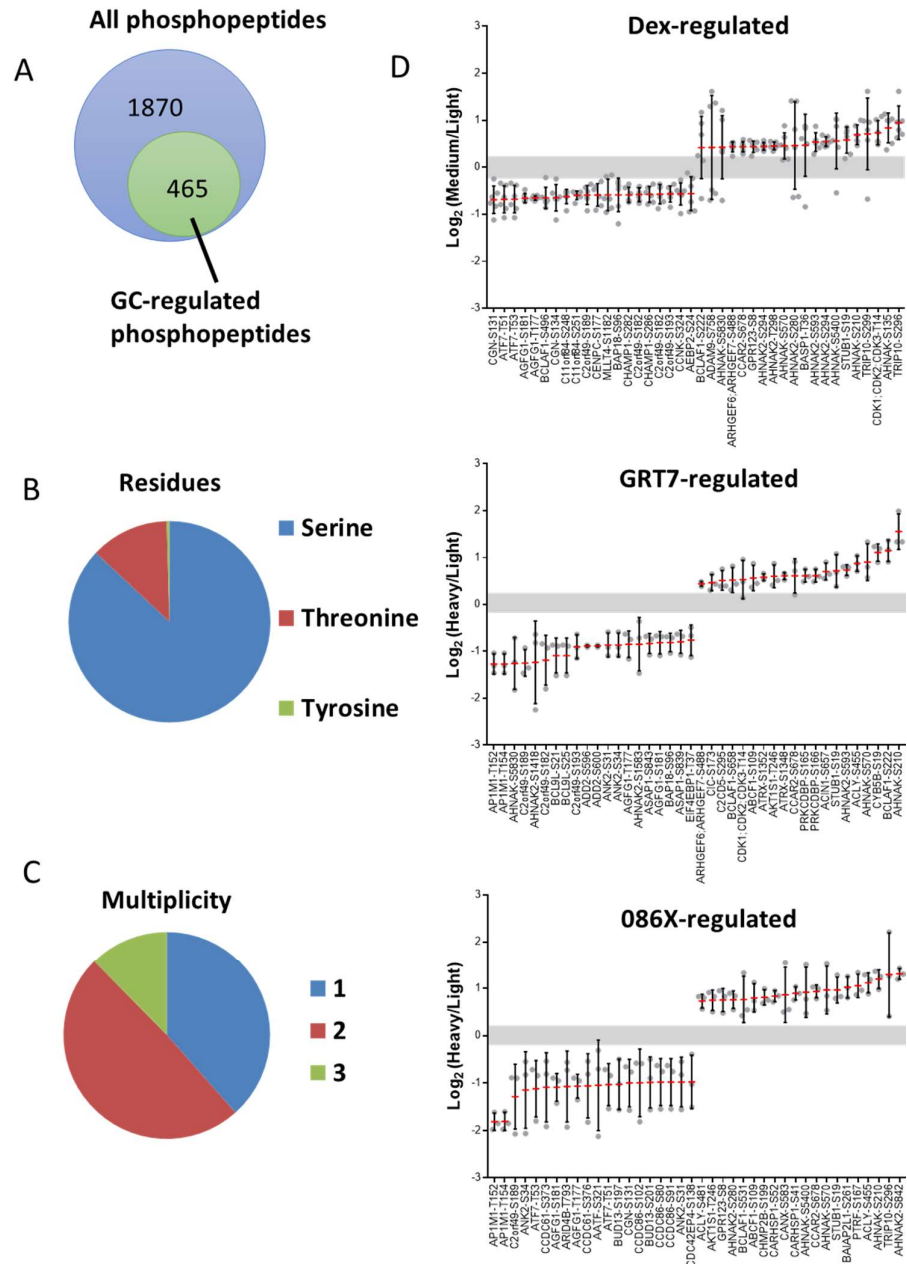 All phosphopeptides
A
1870
465
GC-regulated
phosphopeptides
B
Residues
Serine
Threonine
Tyrosine
C
Multiplicity
1
2
3
D
Dex-regulated
Log2 (Medium/Light)
3
2
1
0
-1
-2
-3
CGN-S131
ATF7-T51
ATF7-T53
AGFG1-S181
AGFG1-T177
BCLAF1-S496
CGN-S134
C11orf84-S248
C11orf84-S251
C2orf49-S189
CENPC-S177
MLLT4-S1182
BAP18-S96
CHAMP1-S282
C2orf49-S182
CHAMP1-S286
C2orf49-S182
C2orf49-S193
CCNK-S324
AEBP2-S24
BCLAF1-S222
ADAM9-S758
AHNAK-S5830
ARHGEF6;ARHGEF7-S488
CCAR2-S678
GPR123-S8
AHNAK2-S294
AHNAK2-T298
AHNAK-S570
AHNAK2-S280
BASP1-T36
AHNAK2-S593
AHNAK2-S294
AHNAK-S5400
STUB1-S19
AHNAK-S210
TRIP10-S299
CDK1;CDK2;CDK3-T14
AHNAK-S135
TRIP10-S296
GRT7-regulated
Log2 (Heavy/Light)
3
2
1
0
-1
-2
-3
AP1M1-T152
AP1M1-T154
AHNAK-S5830
C2orf49-S189
AHNAK2-S1418
C2orf49-S182
BCL9L-S21
BCL9L-S25
C2orf49-S193
ADD2-S596
ADD2-S600
ANK2-S31
ANK2-S34
AGFG1-T177
AHNAK2-S1583
ASAP1-S843
AGFG1-S181
BAP18-S96
ASAP1-S839
EIF4EBP1-T37
ARHGEF6;ARHGEF7-S488
CIC-S173
C2CD5-S295
BCLAF1-S658
CDK1;CDK2;CDK3-T14
ABCF1-S109
ATRX-S1352
AKT1S1-T246
ATRX-S1348
CCAR2-S678
PRKCDBP-S165
PRKCDBP-S166
ACIN1-S657
STUB1-S19
AHNAK2-S593
ACLY-S455
AHNAK-S570
CYB5B-S19
BCLAF1-S222
AHNAK-S210
086X-regulated
Log2 (Heavy/Light)
3
2
1
0
-1
-2
-3
AP1M1-T152
AP1M1-T154
C2orf49-S189
ANK2-S34
ATF7-T53
CCDC61-S373
AGFG1-S181
ARID4B-T793
AGFG1-T177
CCDC61-S376
AATF-S321
ATF7-T51
BUD13-S197
CGN-S131
CCDC86-S102
BUD13-S201
CCDC86-S80
CCDC86-S91
ANK2-S31
CDC42EP4-S138
ACLY-S481
AKT1S1-T246
GPR123-S8
AHNAK2-S280
BCLAF1-S531
ABCF1-S109
CHMP2B-S199
CARHSP1-S52
CANX-S583
CARHSP1-S41
AHNAK-S5400
CCAR2-S678
AHNAK-S570
STUB1-S19
BAIAP2L1-S261
PTRF-S167
ACLY-S455
AHNAK-S210
TRIP10-S296
AHNAK2-S842